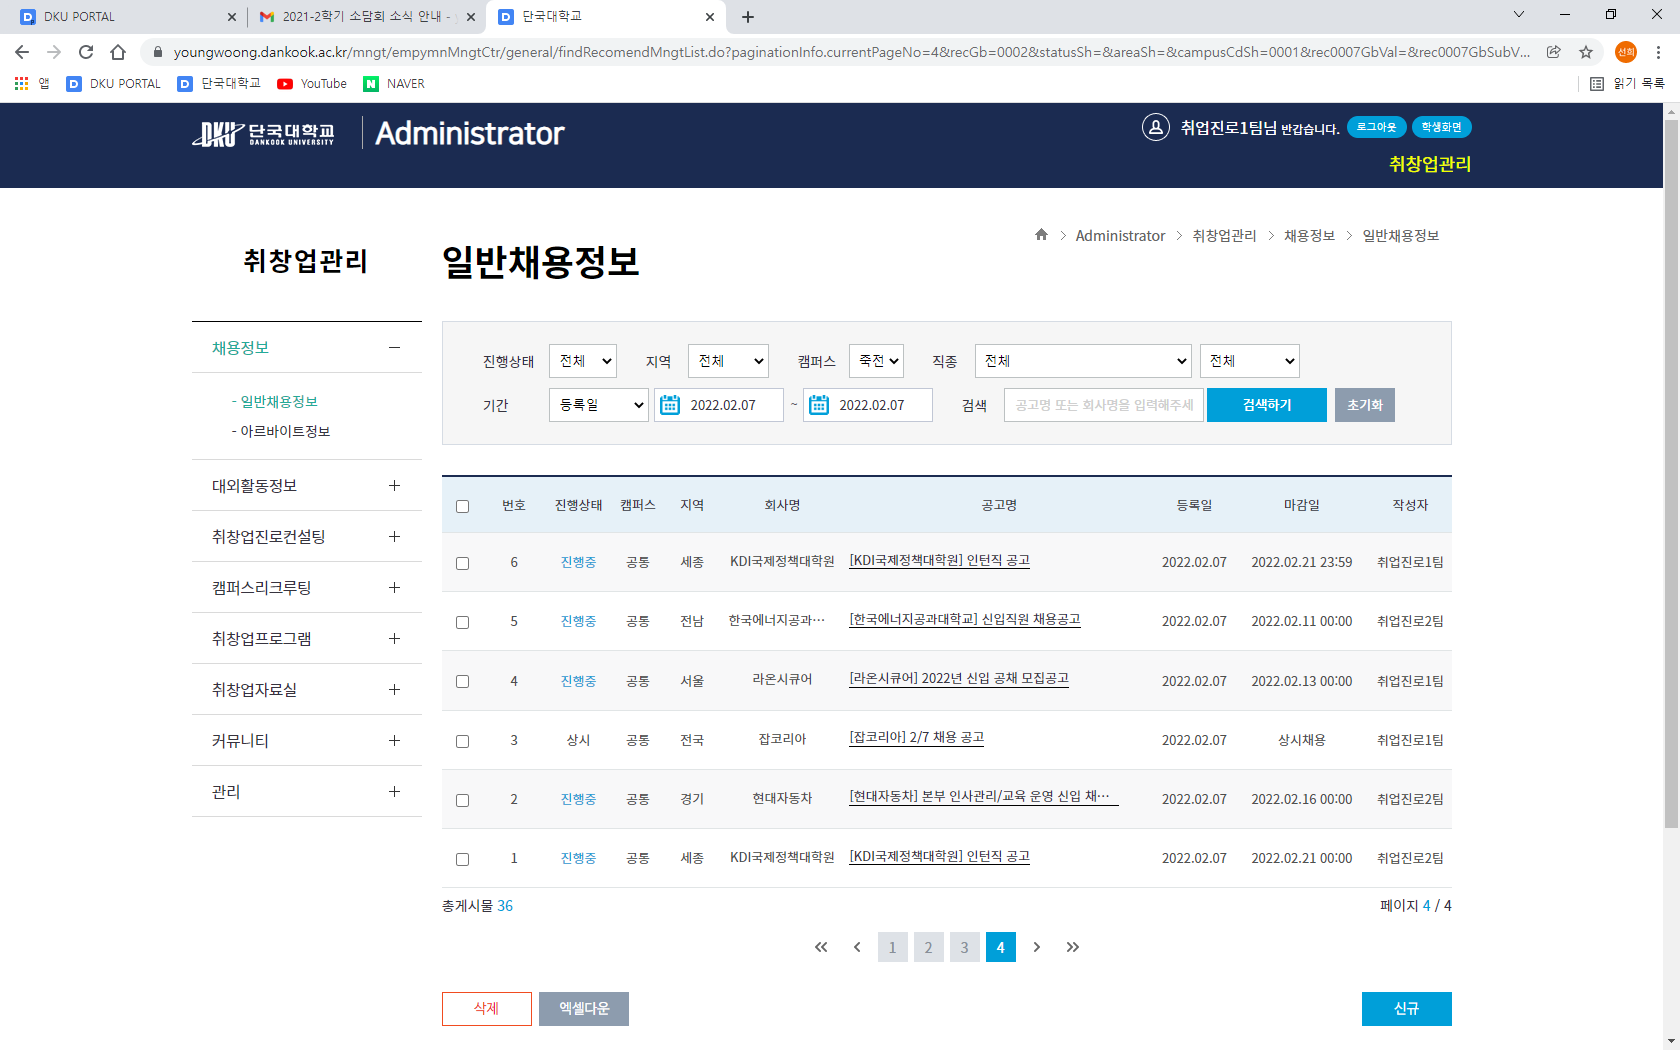 DKU PORTAL
2021-2학기 소담회 소식 안내 -
단국대학교
youngwoong.dankook.ac.kr/mngt/empymnMngtCtr/general/findRecomendMngtList.do?paginationInfo.currentPageNo=4&recGb=0002&statusSh=&areaSh=&campusCdSh=0001&rec0007GbVal=&rec0007GbSubV...
선희
앱 DKU PORTAL 단국대학교 YouTube NAVER 읽기 목록
DKU 단국대학교 DANKOOK UNIVERSITY Administrator
취업진로1팀님 반갑습니다. 로그아웃 학생화면
취창업관리
Administrator > 취창업관리 > 채용정보 > 일반채용정보
취창업관리
채용정보
- 일반채용정보
- 아르바이트정보
대외활동정보
취창업진로컨설팅
캠퍼스리크루팅
취창업프로그램
취창업자료실
커뮤니티
관리
일반채용정보
진행상태 전체 지역 전체 캠퍼스 죽전 직종 전체 전체
기간 등록일 2022.02.07 ~ 2022.02.07 검색 공고명 또는 회사명을 입력해주세 검색하기 초기화
번호 진행상태 캠퍼스 지역 회사명 공고명 등록일 마감일 작성자
6 진행중 공통 세종 KDI국제정책대학원 [KDI국제정책대학원] 인턴직 공고 2022.02.07 2022.02.21 23:59 취업진로1팀
5 진행중 공통 전남 한국에너지공과… [한국에너지공과대학교] 신입직원 채용공고 2022.02.07 2022.02.11 00:00 취업진로2팀
4 진행중 공통 서울 라온시큐어 [라온시큐어] 2022년 신입 공채 모집공고 2022.02.07 2022.02.13 00:00 취업진로1팀
3 상시 공통 전국 잡코리아 [잡코리아] 2/7 채용 공고 2022.02.07 상시채용 취업진로1팀
2 진행중 공통 경기 현대자동차 [현대자동차] 본부 인사관리/교육 운영 신입 채… 2022.02.07 2022.02.16 00:00 취업진로2팀
1 진행중 공통 세종 KDI국제정책대학원 [KDI국제정책대학원] 인턴직 공고 2022.02.07 2022.02.21 00:00 취업진로2팀
총게시물 36 페이지 4 / 4
1 2 3 4
삭제 엑셀다운 신규